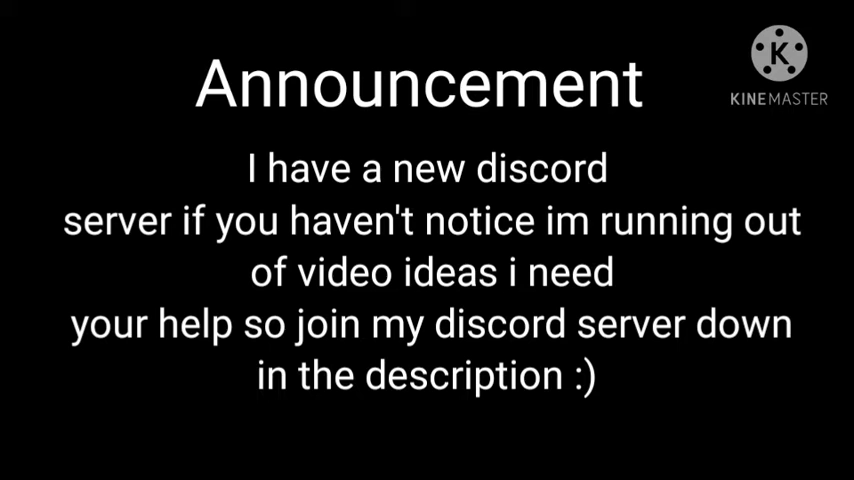 Announcement
K
KINEMASTER
I have a new discord
server if you haven't notice im running out
of video ideas i need
your help so join my discord server down
in the description :)